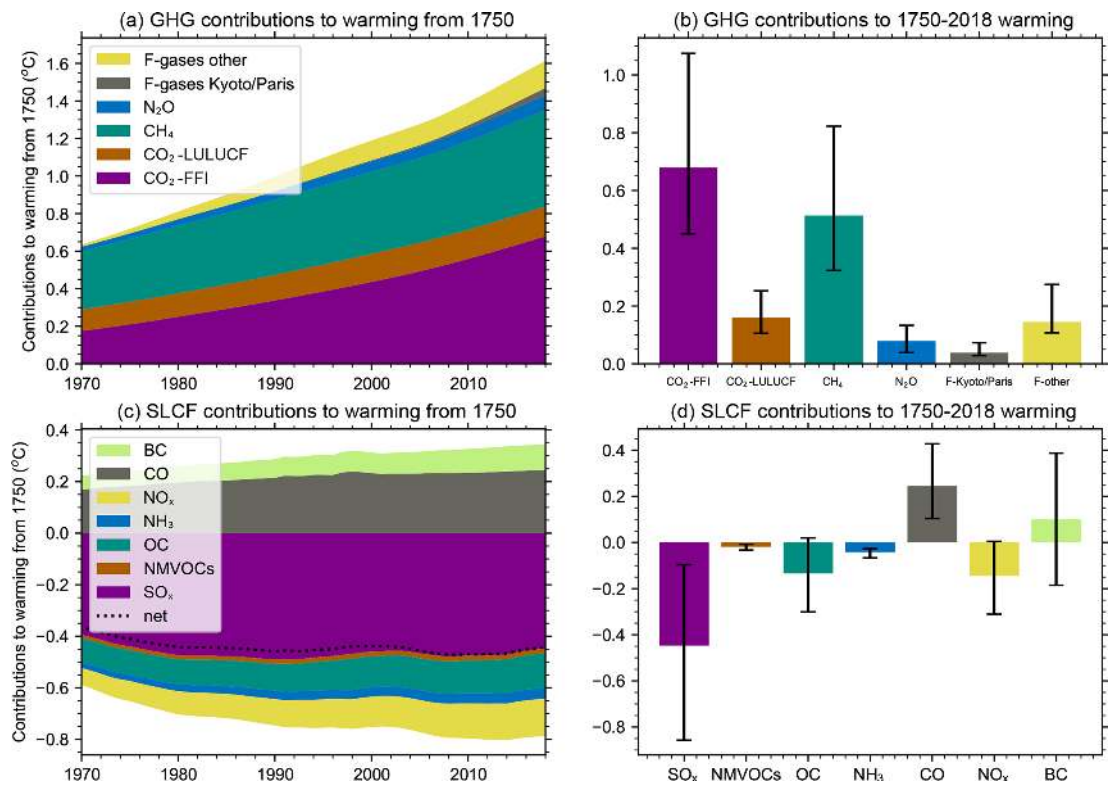 (a) GHG contributions to warming from 1750
Contributions to warming from 1750 (°C)
1.6
1.4
1.2
1.0
0.8
0.6
0.4
0.2
0.0
F-gases other
F-gases Kyoto/Paris
N₂O
CH₄
CO₂-LULUCF
CO₂-FFI
1970
1980
1990
2000
2010
(b) GHG contributions to 1750-2018 warming
1.0
0.8
0.6
0.4
0.2
0.0
CO₂-FFI
CO₂-LULUCF
CH₄
N₂O
F-Kyoto/Paris
F-other
(c) SLCF contributions to warming from 1750
Contributions to warming from 1750 (°C)
0.4
0.2
0.0
−0.2
−0.4
−0.6
−0.8
BC
CO
NOₓ
NH₃
OC
NMVOCs
SOₓ
net
1970
1980
1990
2000
2010
(d) SLCF contributions to 1750-2018 warming
0.4
0.2
0.0
−0.2
−0.4
−0.6
−0.8
SOₓ
NMVOCs
OC
NH₃
CO
NOₓ
BC